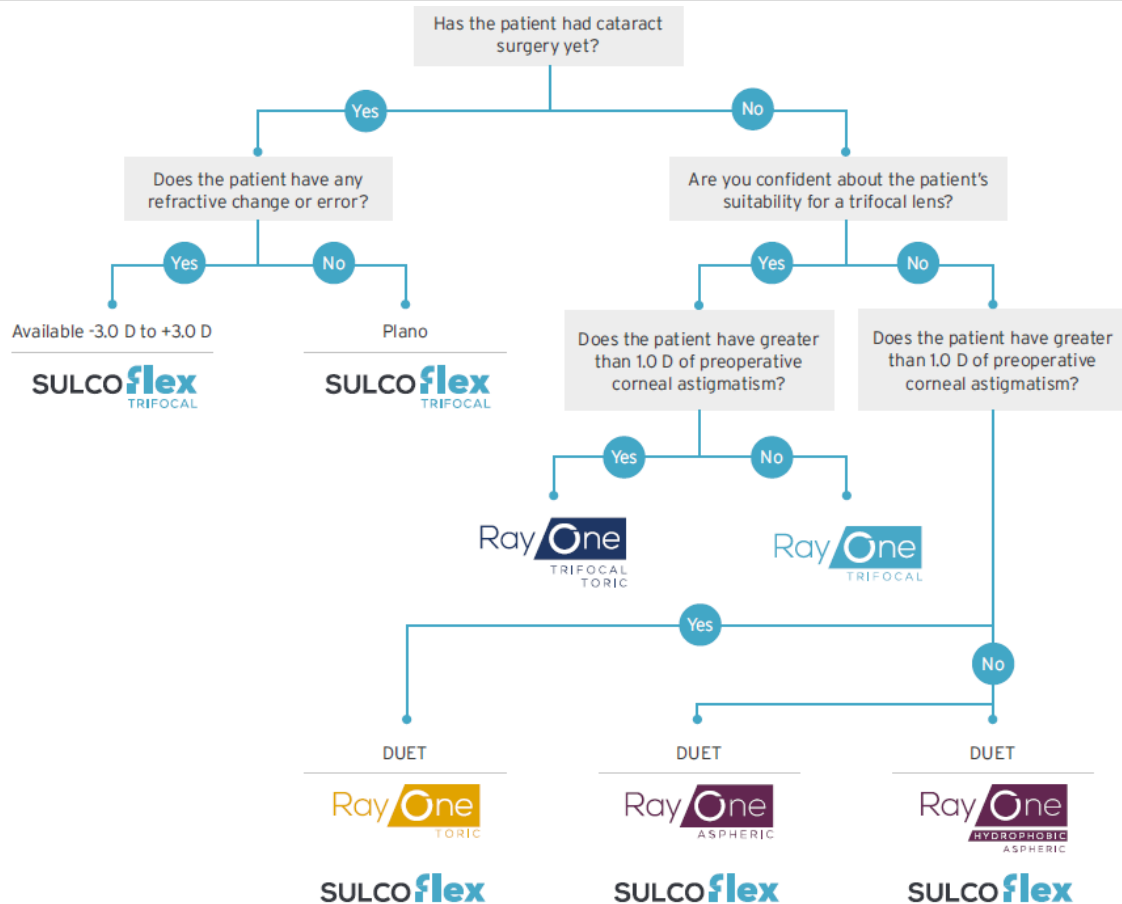 Has the patient had cataract
surgery yet?
Yes
No
Does the patient have any
refractive change or error?
Are you confident about the patient's
suitability for a trifocal lens?
Yes
No
Yes
No
Available -3.0 D to +3.0 D
SULCOflex
TRIFOCAL
Plano
SULCOflex
TRIFOCAL
Does the patient have greater
than 1.0 D of preoperative
corneal astigmatism?
Does the patient have greater
than 1.0 D of preoperative
corneal astigmatism?
Yes
No
RayOne
TRIFOCAL
TORIC
RayOne
TRIFOCAL
Yes
No
DUET
RayOne
TORIC
SULCOflex
DUET
RayOne
ASPHERIC
SULCOflex
DUET
RayOne
HYDROPHOBIC
ASPHERIC
SULCOflex